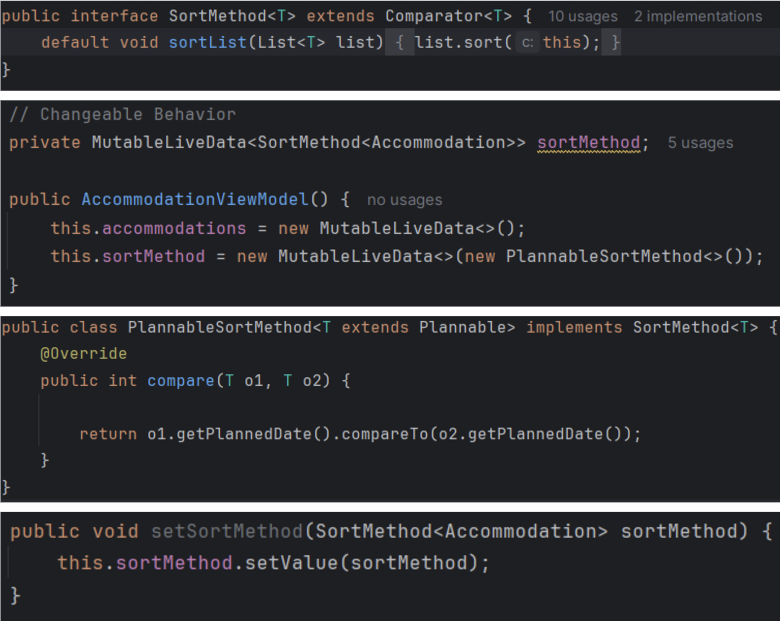 public interface SortMethod<T> extends Comparator<T> { 10 usages 2 implementations
default void sortList(List<T> list) { list.sort( c: this); }
}
// Changeable Behavior
private MutableLiveData<SortMethod<Accommodation>> sortMethod; 5 usages
public AccommodationViewModel() { no usages
this.accommodations = new MutableLiveData<>();
this.sortMethod = new MutableLiveData<>(new PlannableSortMethod<>());
}
public class PlannableSortMethod<T extends Plannable> implements SortMethod<T> {
@Override
public int compare(T o1, T o2) {
return o1.getPlannedDate().compareTo(o2.getPlannedDate());
}
}
public void setSortMethod(SortMethod<Accommodation> sortMethod) {
this.sortMethod.setValue(sortMethod);
}